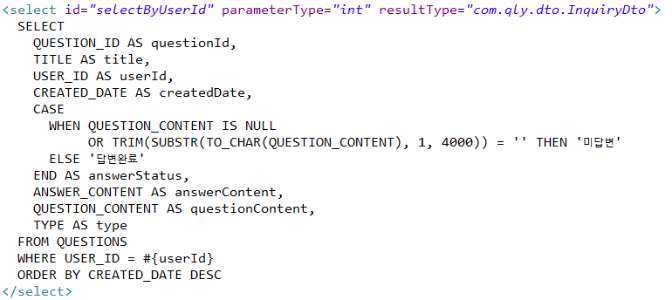 <select id="selectByUserId" parameterType="int" resultType="com.qly.dto.InquiryDto">
  SELECT
    QUESTION_ID AS questionId,
    TITLE AS title,
    USER_ID AS userId,
    CREATED_DATE AS createdDate,
    CASE
      WHEN QUESTION_CONTENT IS NULL
           OR TRIM(SUBSTR(TO_CHAR(QUESTION_CONTENT), 1, 4000)) = '' THEN '미답변'
      ELSE '답변완료'
    END AS answerStatus,
    ANSWER_CONTENT AS answerContent,
    QUESTION_CONTENT AS questionContent,
    TYPE AS type
  FROM QUESTIONS
  WHERE USER_ID = #{userId}
  ORDER BY CREATED_DATE DESC
</select>